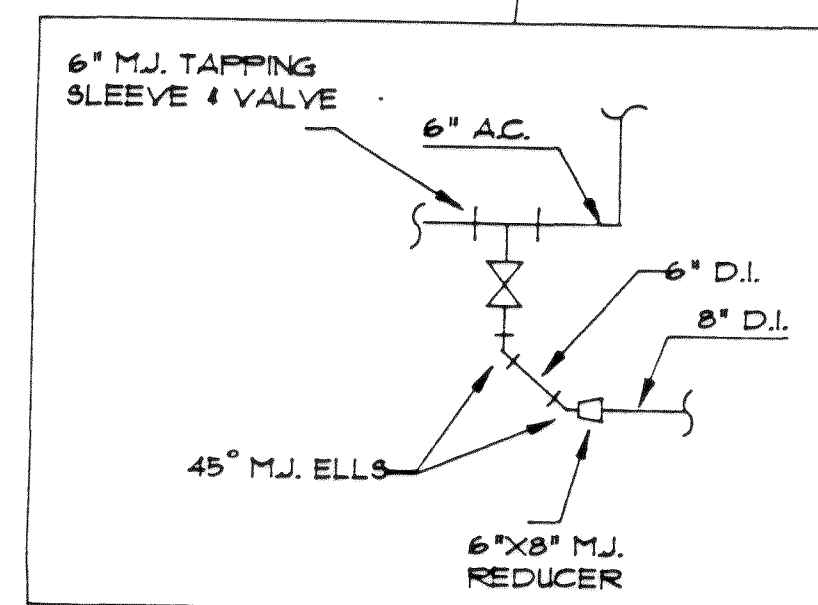 6" M.J. TAPPING
SLEEVE & VALVE
6" A.C.
6" D.I.
8" D.I.
45° M.J. ELLS
6"X8" M.J.
REDUCER